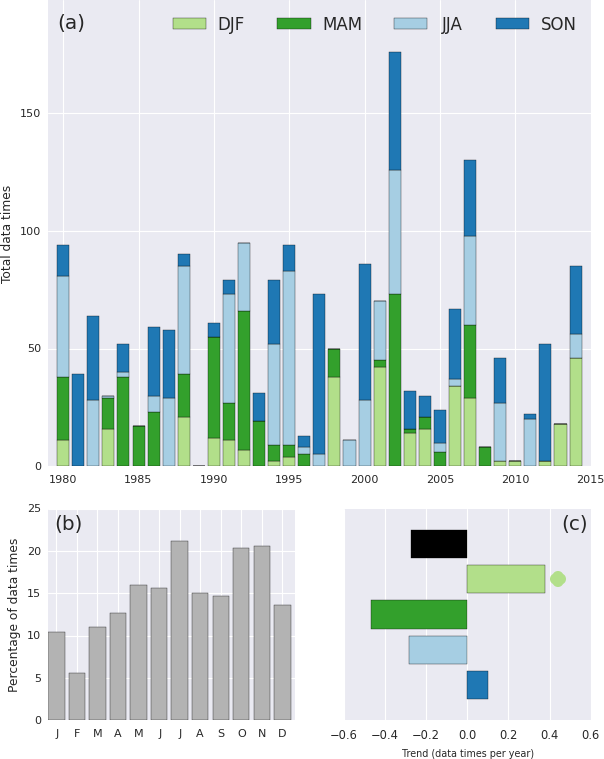 (a) DJF MAM JJA SON
Total data times
150
100
50
0
1980 1985 1990 1995 2000 2005 2010 2015
(b)
Percentage of data times
25
20
15
10
5
0
J F M A M J J A S O N D
(c)
−0.6 −0.4 −0.2 0.0 0.2 0.4 0.6
Trend (data times per year)